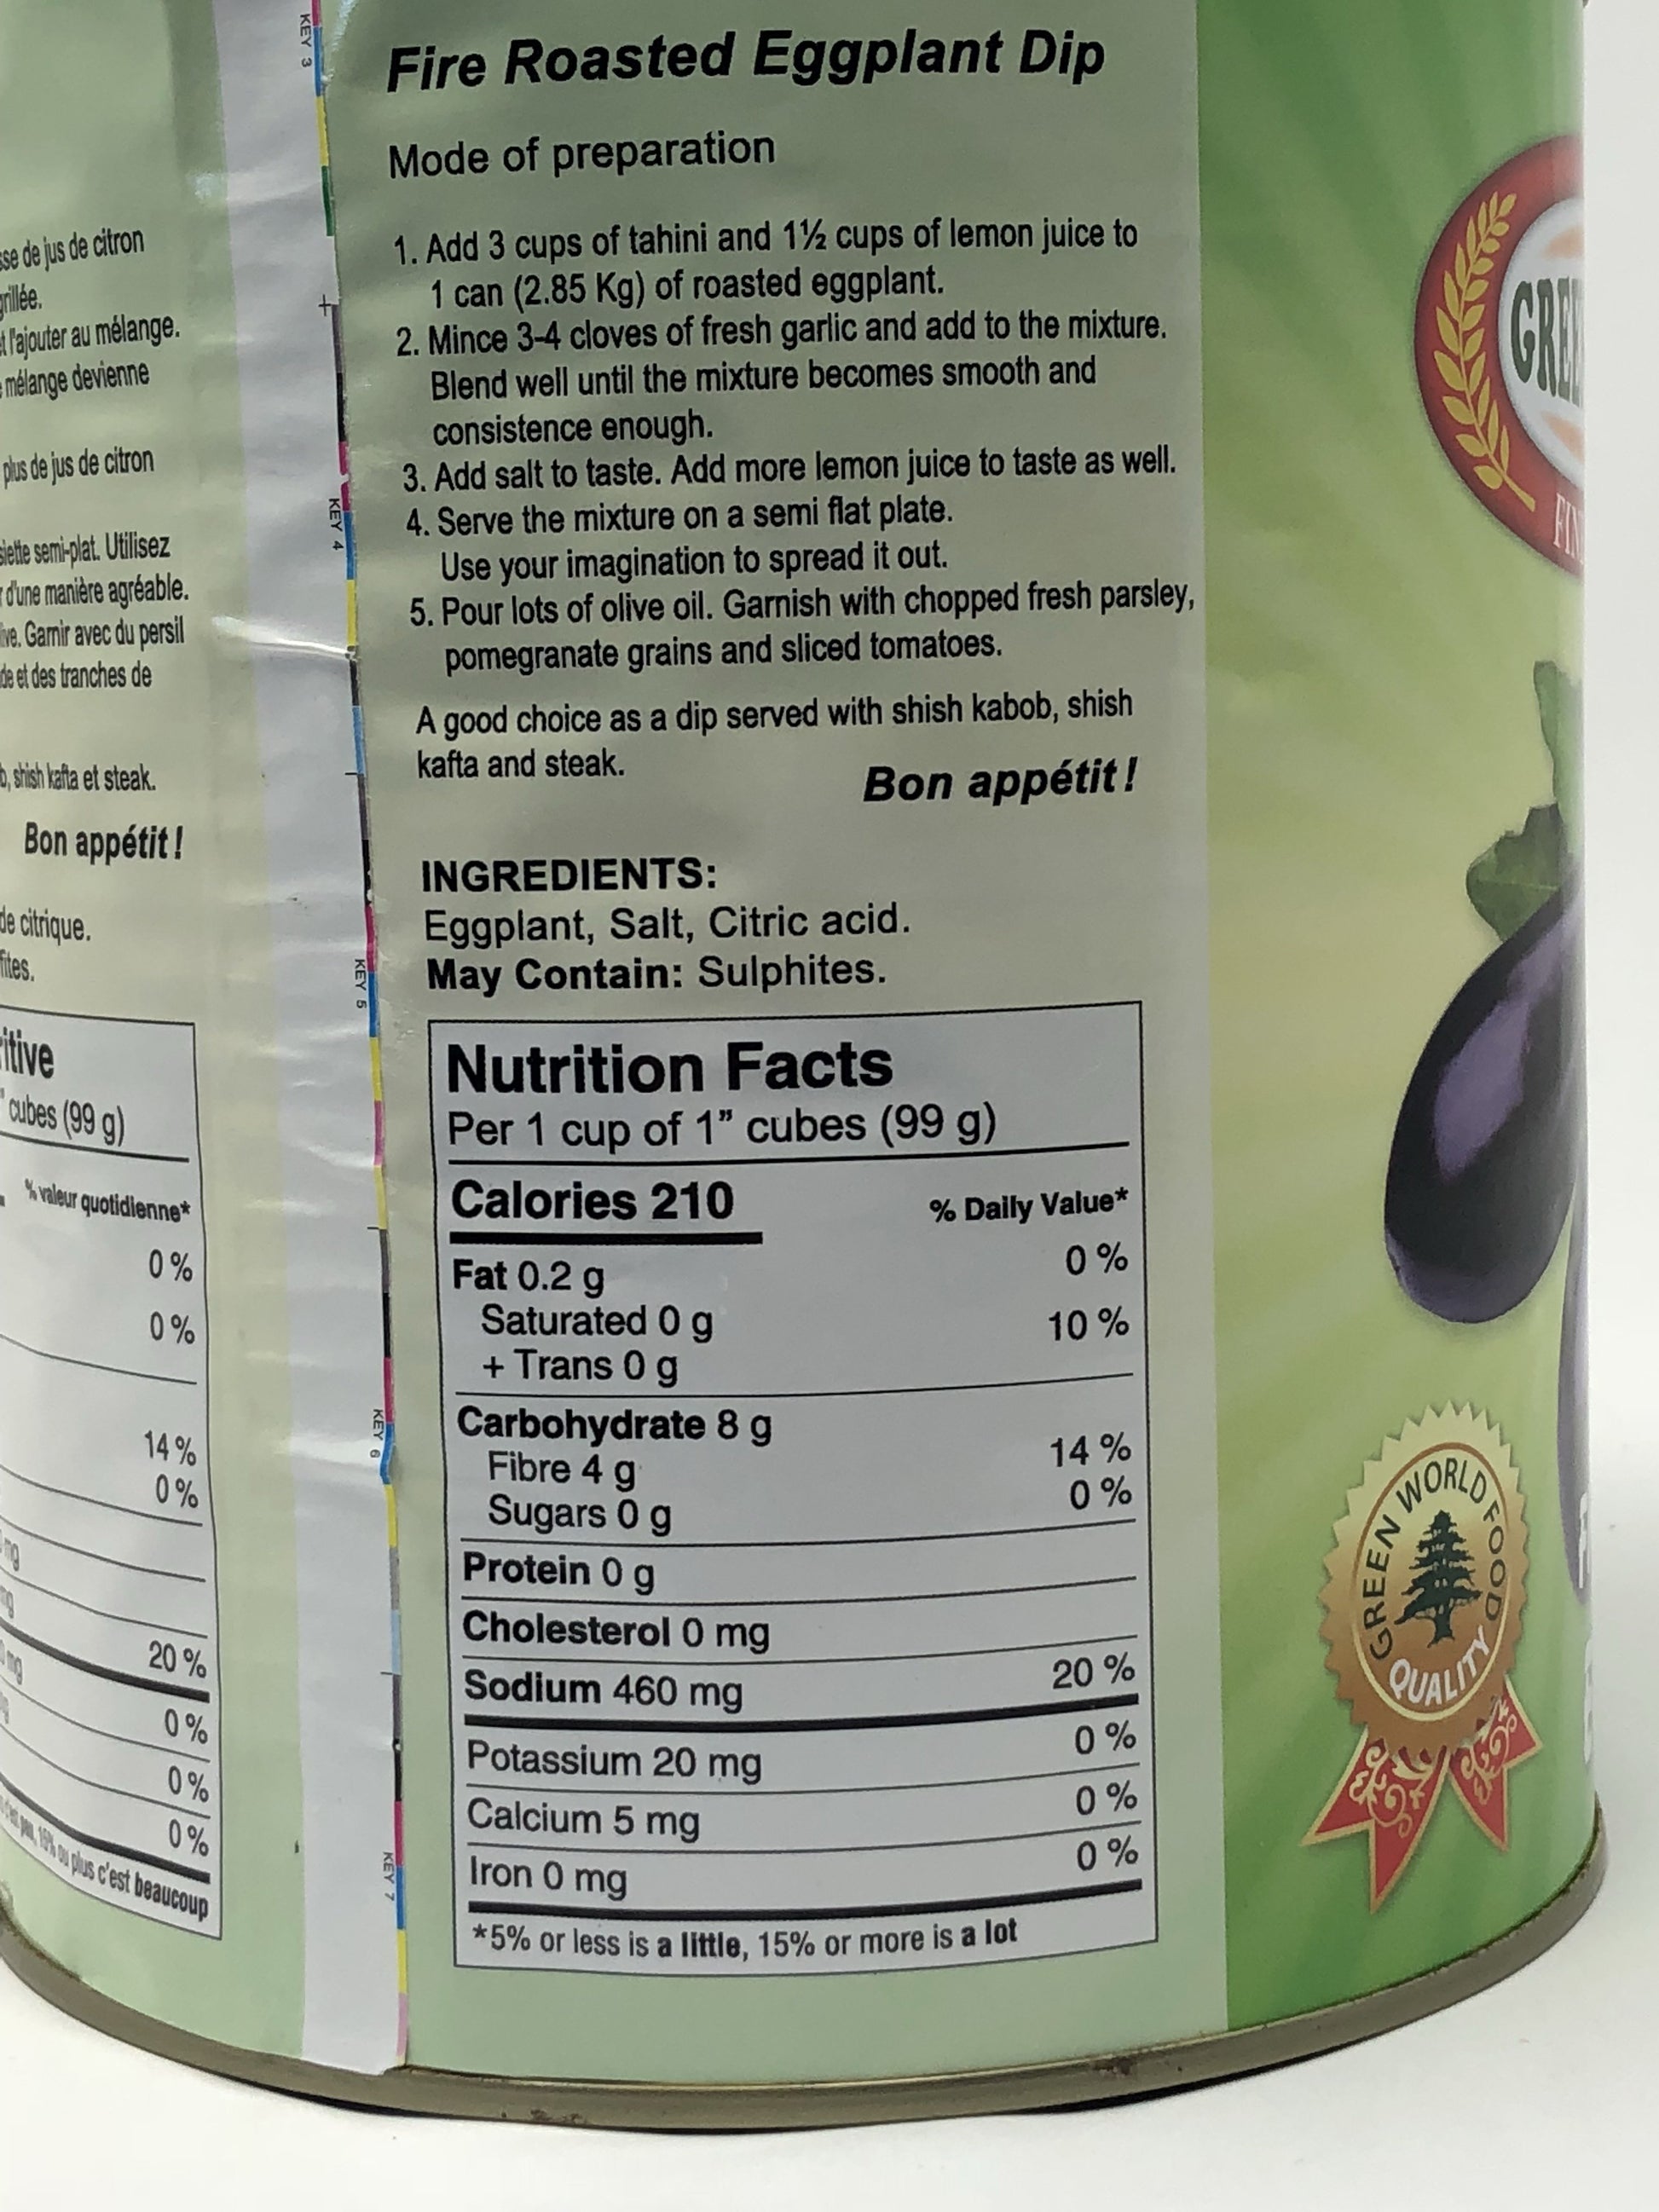 KEY 3
KEY 4
KEY 5
KEY 6
KEY 7
de jus de citron
grillée.
l'ajouter au mélange.
mélange devienne
plus de jus de citron
semi-plat. Utilisez
d'une manière agréable.
Garnir avec du persil
et des tranches de
shish kafta et steak.
Bon appétit !
citrique.
cubes (99 g)
% valeur quotidienne*
0 %
0 %
14 %
0 %
mg
mg
20 %
mg
0 %
0 %
0 %
15% ou plus c'est beaucoup
Fire Roasted Eggplant Dip
Mode of preparation
1. Add 3 cups of tahini and 1½ cups of lemon juice to
1 can (2.85 Kg) of roasted eggplant.
2. Mince 3-4 cloves of fresh garlic and add to the mixture.
Blend well until the mixture becomes smooth and
consistence enough.
3. Add salt to taste. Add more lemon juice to taste as well.
4. Serve the mixture on a semi flat plate.
Use your imagination to spread it out.
5. Pour lots of olive oil. Garnish with chopped fresh parsley,
pomegranate grains and sliced tomatoes.
A good choice as a dip served with shish kabob, shish
kafta and steak.
Bon appétit !
INGREDIENTS:
Eggplant, Salt, Citric acid.
May Contain: Sulphites.
Nutrition Facts
Per 1 cup of 1” cubes (99 g)
Calories 210 % Daily Value*
Fat 0.2 g 0 %
Saturated 0 g 10 %
+ Trans 0 g
Carbohydrate 8 g
Fibre 4 g 14 %
Sugars 0 g 0 %
Protein 0 g
Cholesterol 0 mg
Sodium 460 mg 20 %
Potassium 20 mg 0 %
Calcium 5 mg 0 %
Iron 0 mg 0 %
*5% or less is a little, 15% or more is a lot
GREEN WORLD FOOD
QUALITY